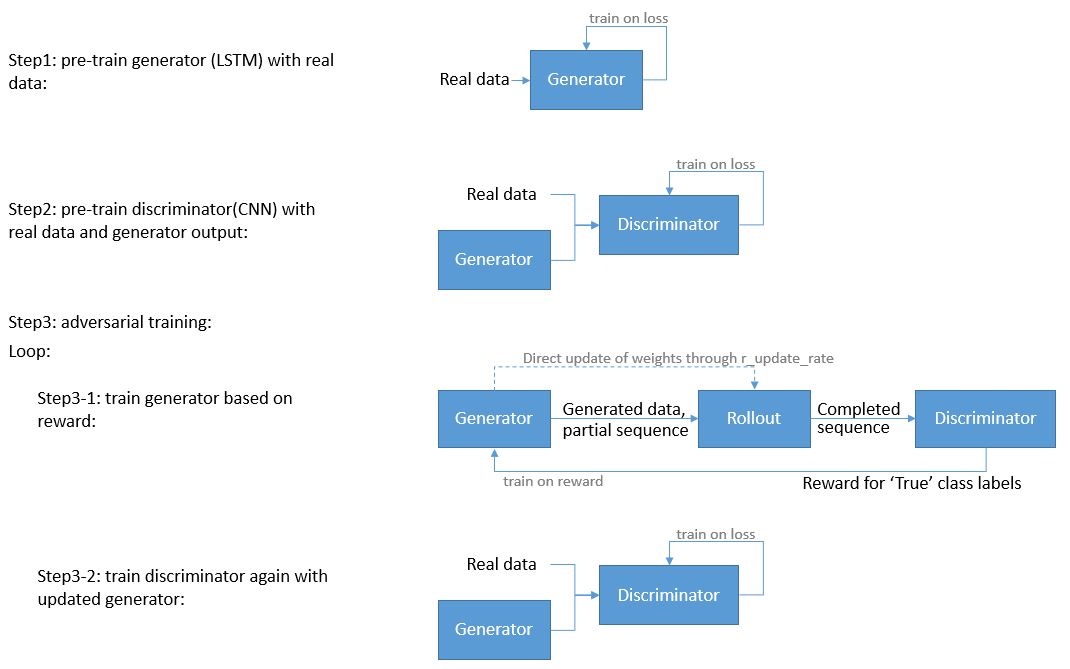 train on loss
Step1: pre-train generator (LSTM) with real
data:
Real data
Generator
train on loss
Step2: pre-train discriminator(CNN) with
real data and generator output:
Real data
Discriminator
Generator
Step3: adversarial training:
Loop:
Direct update of weights through r_update_rate
Step3-1: train generator based on
reward:
Generator
Generated data,
partial sequence
Rollout
Completed
sequence
Discriminator
train on reward
Reward for ‘True’ class labels
train on loss
Step3-2: train discriminator again with
updated generator:
Real data
Discriminator
Generator